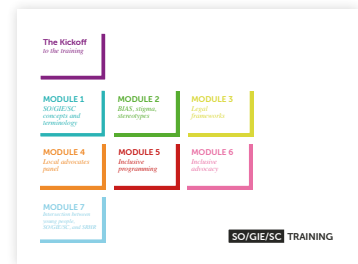 The Kickoff
to the training
MODULE 1
SO/GIE/SC
concepts and
terminology
MODULE 2
BIAS, stigma,
stereotypes
MODULE 3
Legal
frameworks
MODULE 4
Local advocates
panel
MODULE 5
Inclusive
programming
MODULE 6
Inclusive
advocacy
MODULE 7
Intersection between
young people,
SO/GIE/SC, and SRHR
SO/GIE/SC TRAINING